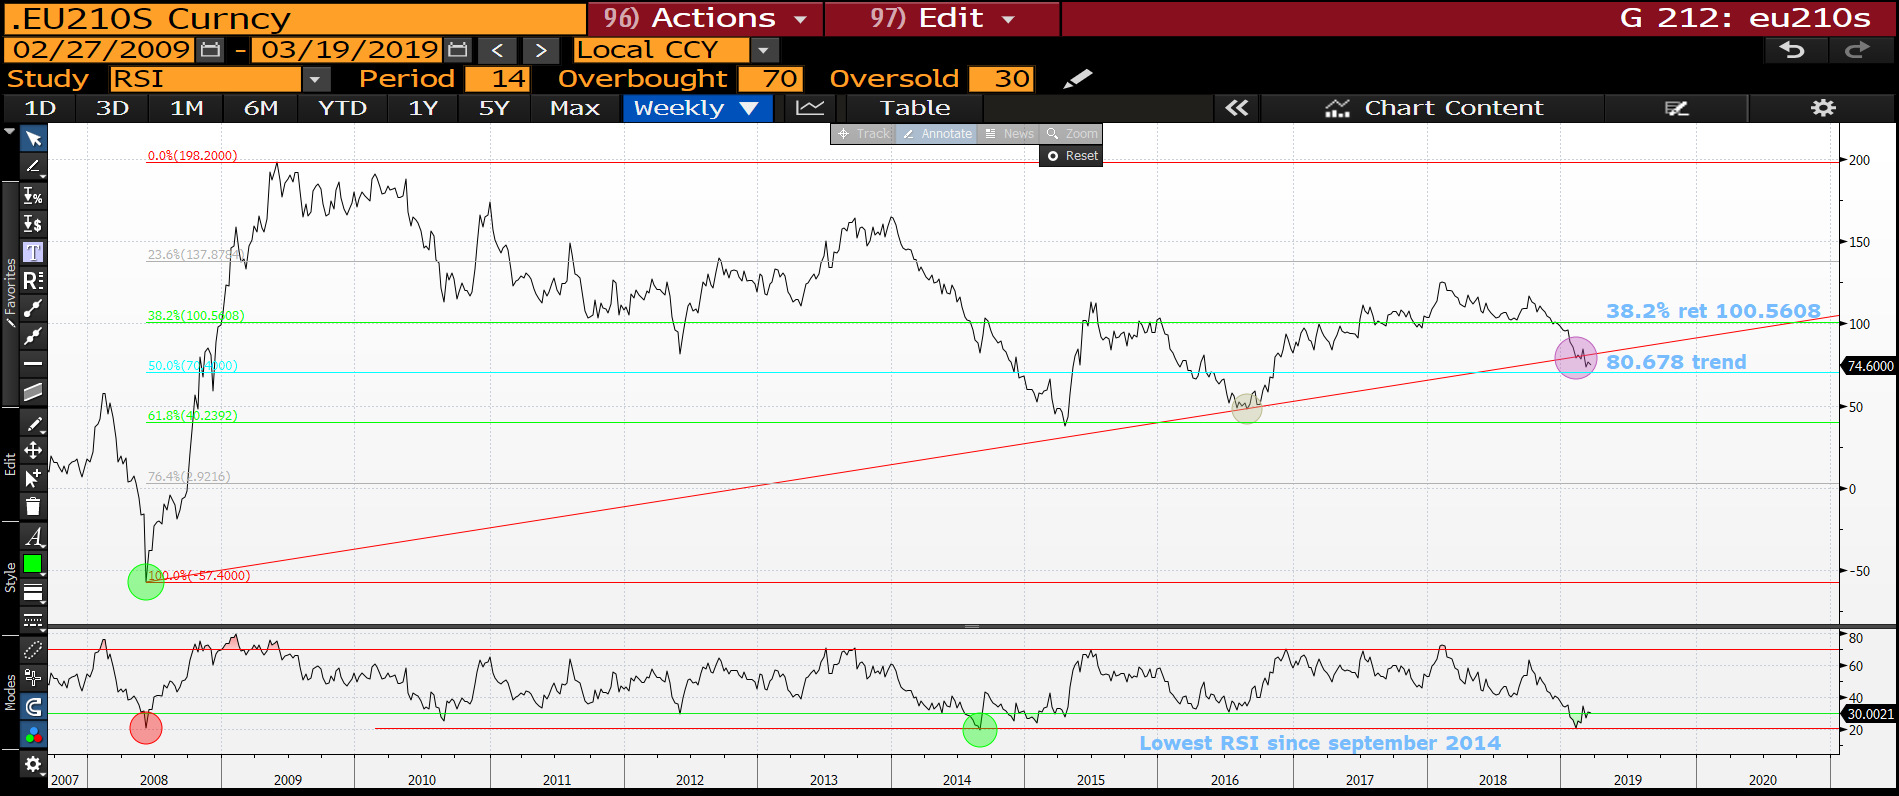 .EU210S Curncy 96) Actions 97) Edit G 212: eu210s
02/27/2009 - 03/19/2019 < > Local CCY
Study RSI Period 14 Overbought 70 Oversold 30
1D 3D 1M 6M YTD 1Y 5Y Max Weekly Table « Chart Content
Track Annotate News Zoom
Reset
0.0%(198.2000)
200
150
23.6%(137.8784)
38.2%(100.5608)
38.2% ret 100.5608
100
50.0%(70.4000)
80.678 trend
74.6000
61.8%(40.2392)
50
76.4%(2.9216)
0
100.0%(-57.4000)
-50
80
60
40
30.0021
20
Lowest RSI since september 2014
2007 2008 2009 2010 2011 2012 2013 2014 2015 2016 2017 2018 2019 2020
Favorites
Edit
Style
Modes
%
$
T
R
A